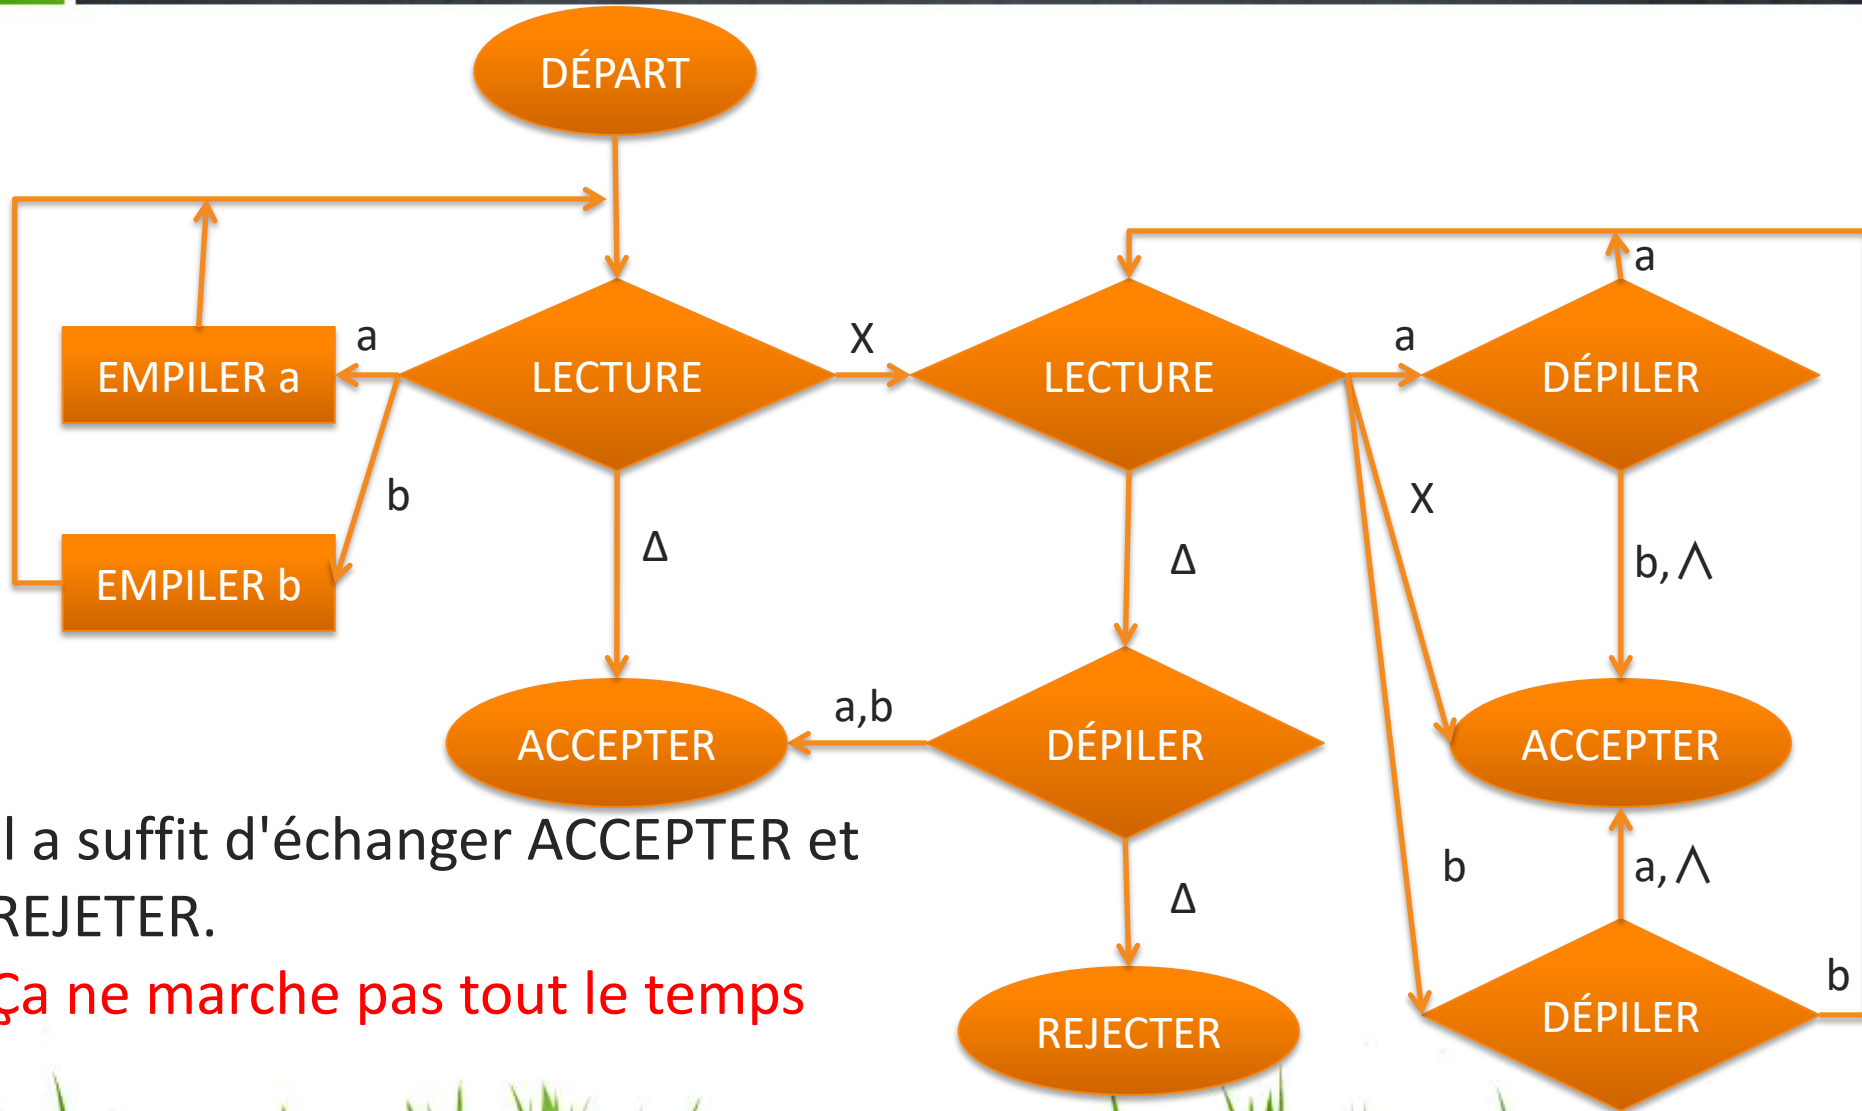 DÉPART
a
EMPILER a
a
LECTURE
X
LECTURE
a
DÉPILER
b
X
EMPILER b
Δ
Δ
b, Λ
a,b
ACCEPTER
DÉPILER
ACCEPTER
l a suffit d'échanger ACCEPTER et
REJETER.
b
a, Λ
Δ
Ça ne marche pas tout le temps
b
REJECTER
DÉPILER